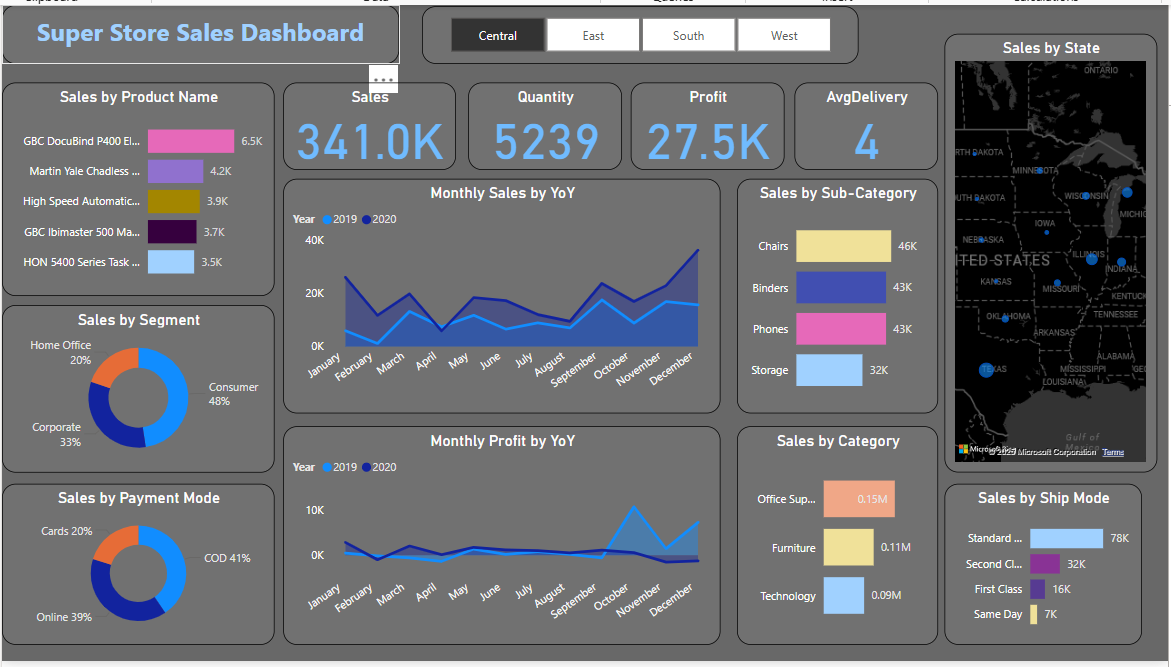 Super Store Sales Dashboard
Central
East
South
West
Sales by Product Name
GBC DocuBind P400 El... 6.5K
Martin Yale Chadless ... 4.2K
High Speed Automatic... 3.9K
GBC Ibimaster 500 Ma... 3.7K
HON 5400 Series Task ... 3.5K
Sales
341.0K
Quantity
5239
Profit
27.5K
AvgDelivery
4
Sales by State
ONTARIO
RTH DAKOTA
MINNESOTA
UTH DAKOTA
WISCONSIN
MICHIG
IOWA
NEBRASKA
ILLINOIS
ITED STATES
INDIANA
KANSAS
MISSOURI
KENTUCK
OKLAHOMA
TENNESSEE
ARKANSAS
ALABAMA
TEXAS
MISSISSIPPI
GEO
LOUISIANA
Gulf of
Mexico
© 2025 Microsoft Corporation Terms
Monthly Sales by YoY
Year 2019 2020
40K
20K
0K
January
February
March
April
May
June
July
August
September
October
November
December
Sales by Sub-Category
Chairs 46K
Binders 43K
Phones 43K
Storage 32K
Sales by Segment
Home Office
20%
Consumer
48%
Corporate
33%
Monthly Profit by YoY
Year 2019 2020
10K
0K
January
February
March
April
May
June
July
August
September
October
November
December
Sales by Category
Office Sup... 0.15M
Furniture 0.11M
Technology 0.09M
Sales by Payment Mode
Cards 20%
COD 41%
Online 39%
Sales by Ship Mode
Standard ... 78K
Second Cl... 32K
First Class 16K
Same Day 7K